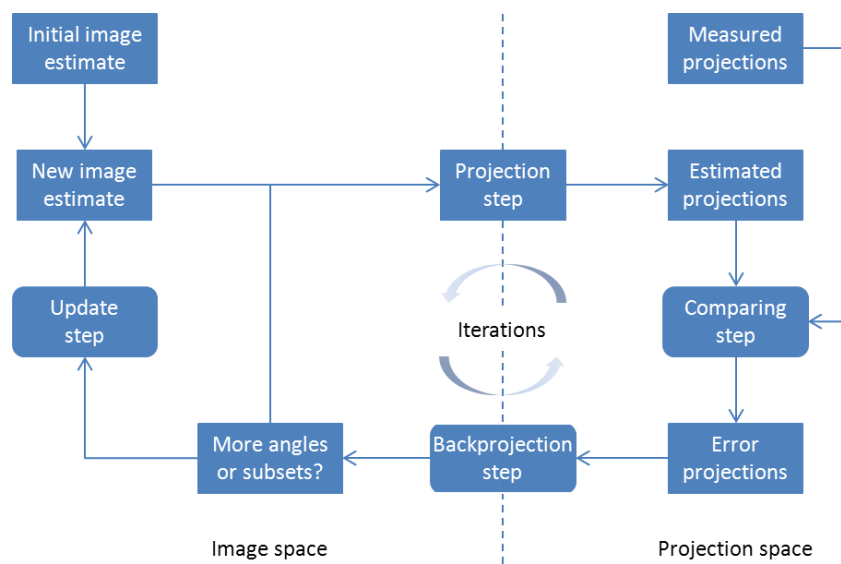 Initial image
estimate
Measured
projections
New image
estimate
Projection
step
Estimated
projections
Update
step
Iterations
Comparing
step
More angles
or subsets?
Backprojection
step
Error
projections
Image space
Projection space